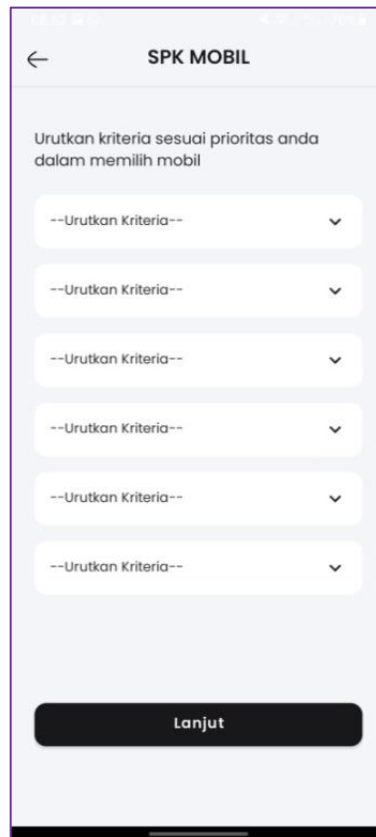 SPK MOBIL
Urutkan kriteria sesuai prioritas anda
dalam memilih mobil
--Urutkan Kriteria--
--Urutkan Kriteria--
--Urutkan Kriteria--
--Urutkan Kriteria--
--Urutkan Kriteria--
--Urutkan Kriteria--
Lanjut